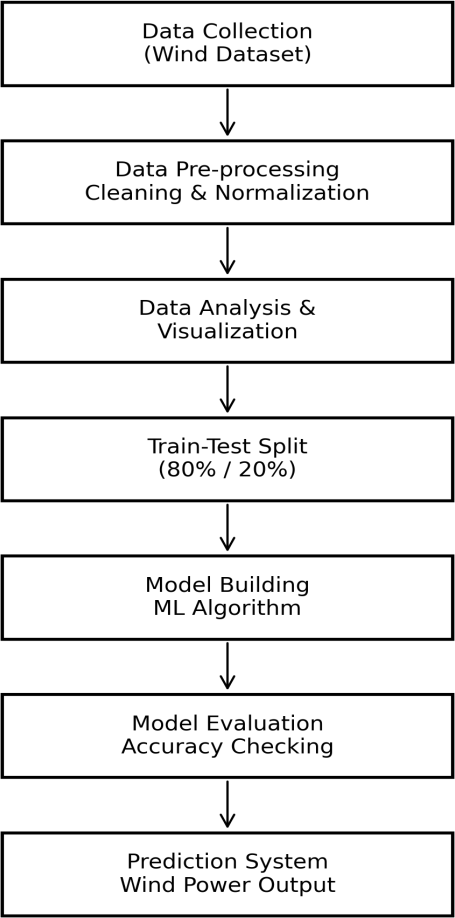 Data Collection
(Wind Dataset)
Data Pre-processing
Cleaning & Normalization
Data Analysis &
Visualization
Train-Test Split
(80% / 20%)
Model Building
ML Algorithm
Model Evaluation
Accuracy Checking
Prediction System
Wind Power Output